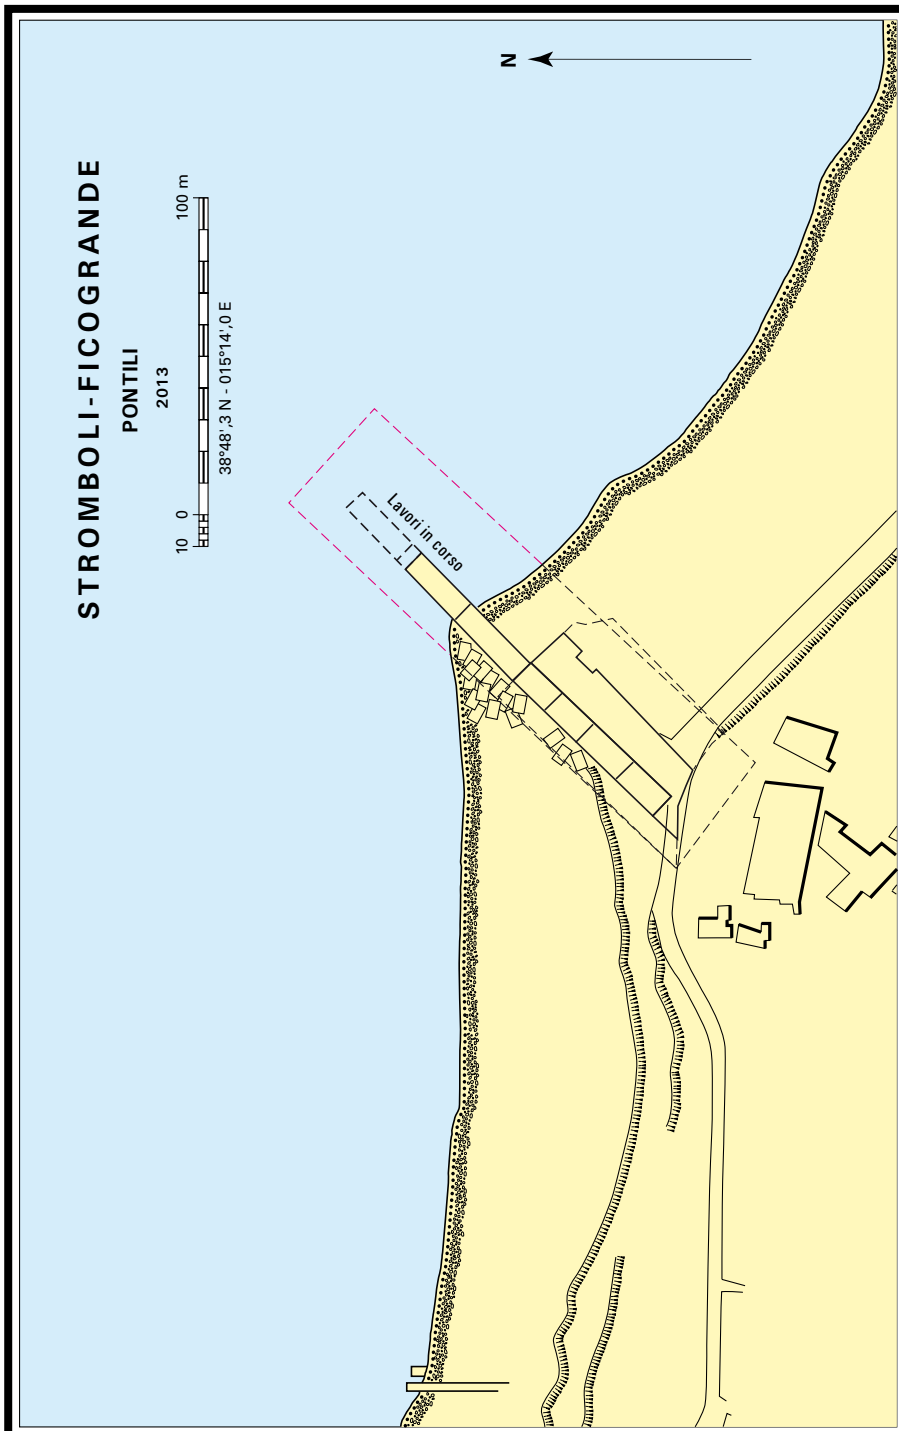 STROMBOLI-FICOGRANDE
PONTILI
2013
10 0 100 m
38°48',3 N - 015°14',0 E
N
Lavori in corso